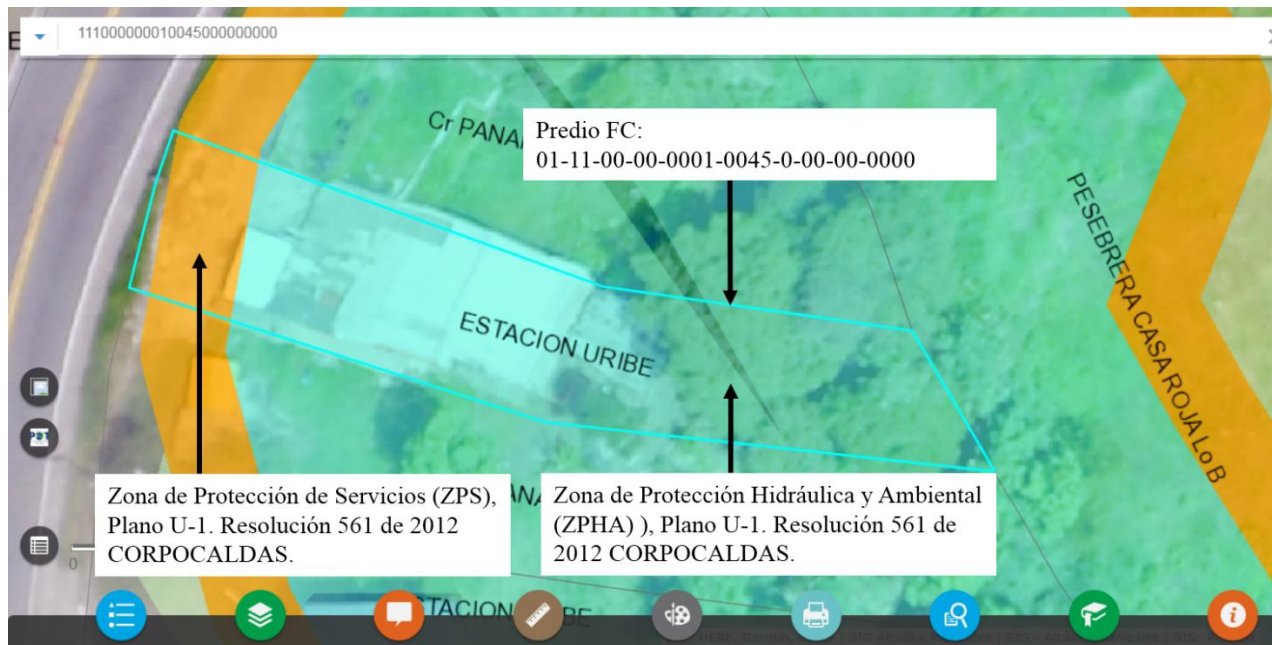 111000000010045000000000
Cr PANA
Predio FC:
01-11-00-00-0001-0045-0-00-00-0000
PESEBRERA CASA ROJA Lo B
ESTACION URIBE
Zona de Protección de Servicios (ZPS),
Plano U-1. Resolución 561 de 2012
CORPOCALDAS.
Zona de Protección Hidráulica y Ambiental
(ZPHA) ), Plano U-1. Resolución 561 de
2012 CORPOCALDAS.
0